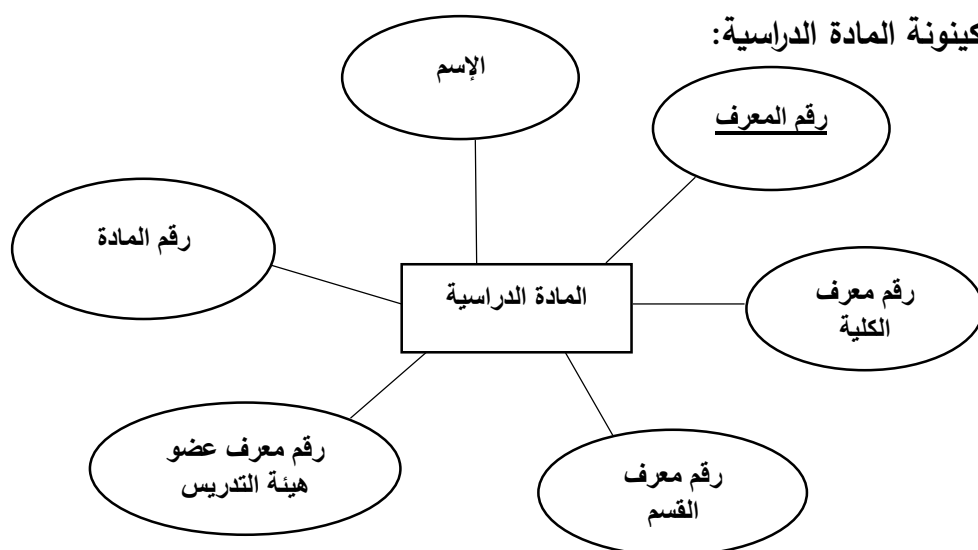 كينونة المادة الدراسية:
الإسم
رقم المعرف
رقم المادة
المادة الدراسية
رقم معرف
الكلية
رقم معرف عضو
هيئة التدريس
رقم معرف
القسم